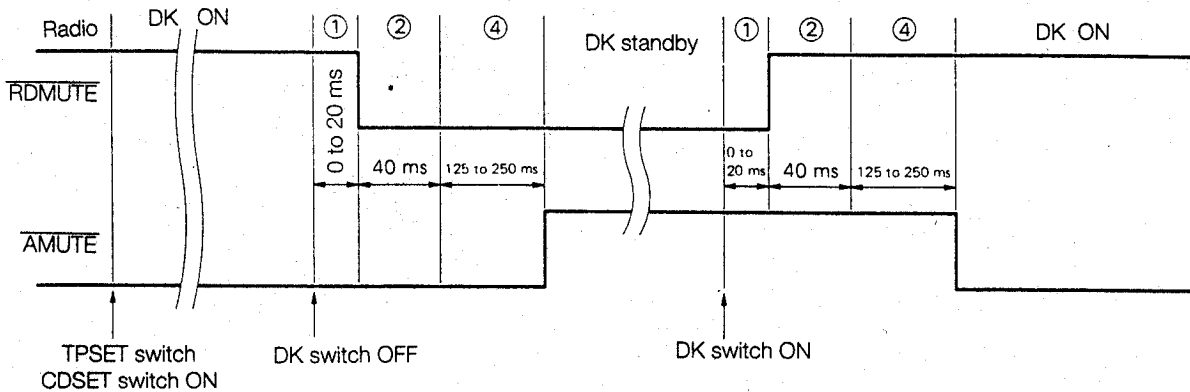 Radio
DK ON
①
②
④
DK standby
①
②
④
DK ON
RDMUTE
0 to 20 ms
40 ms
125 to 250 ms
0 to
20 ms
40 ms
125 to 250 ms
AMUTE
TPSET switch
CDSET switch ON
DK switch OFF
DK switch ON